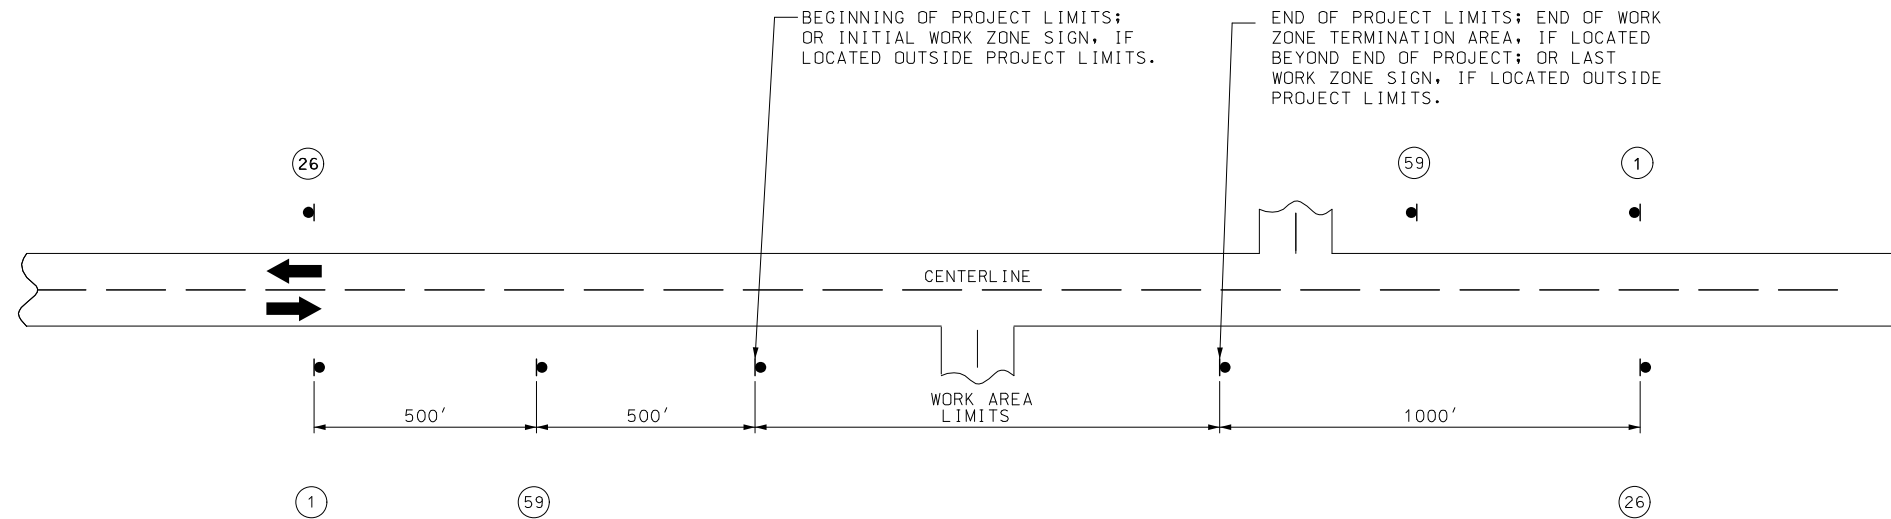 BEGINNING OF PROJECT LIMITS;
OR INITIAL WORK ZONE SIGN, IF
LOCATED OUTSIDE PROJECT LIMITS.
END OF PROJECT LIMITS; END OF WORK
ZONE TERMINATION AREA, IF LOCATED
BEYOND END OF PROJECT; OR LAST
WORK ZONE SIGN, IF LOCATED OUTSIDE
PROJECT LIMITS.
26
59
1
CENTERLINE
WORK AREA
LIMITS
500'
500'
1000'
1
59
26